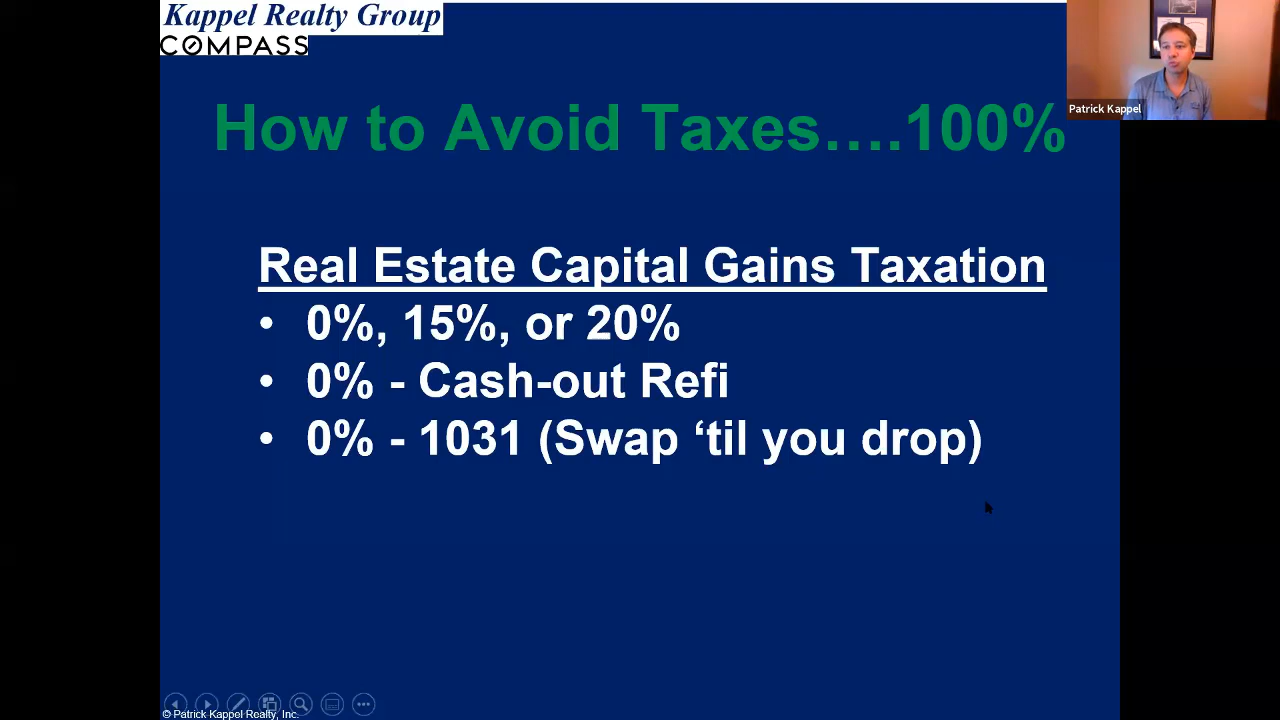 Kappel Realty Group
COMPASS
Patrick Kappel
How to Avoid Taxes….100%
Real Estate Capital Gains Taxation
• 0%, 15%, or 20%
• 0% - Cash-out Refi
• 0% - 1031 (Swap ‘til you drop)
© Patrick Kappel Realty, Inc.